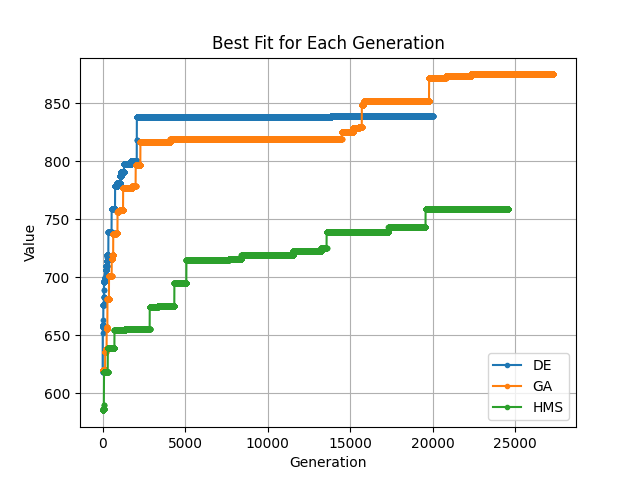 Best Fit for Each Generation
Value
850
800
750
700
650
600
0 5000 10000 15000 20000 25000
Generation
DE
GA
HMS